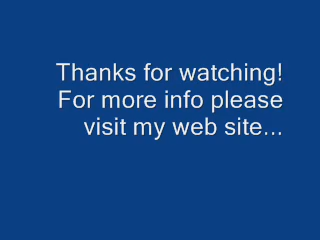 Thanks for watching!
For more info please
visit my web site...